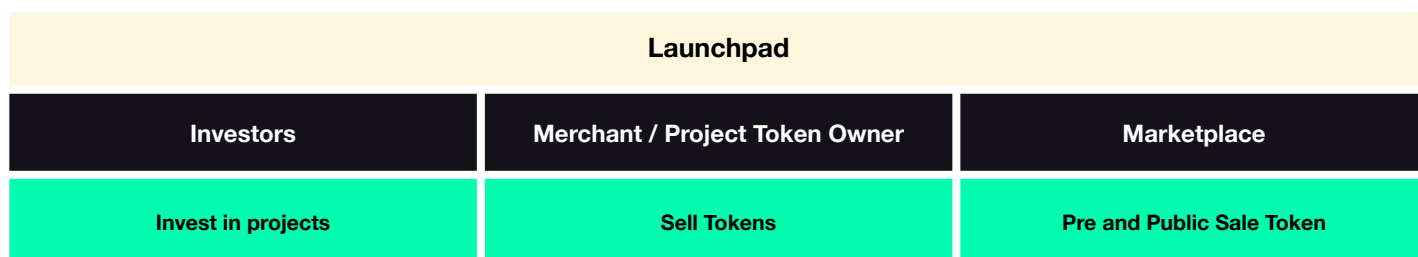 Launchpad
Investors
Merchant / Project Token Owner
Marketplace
Invest in projects
Sell Tokens
Pre and Public Sale Token